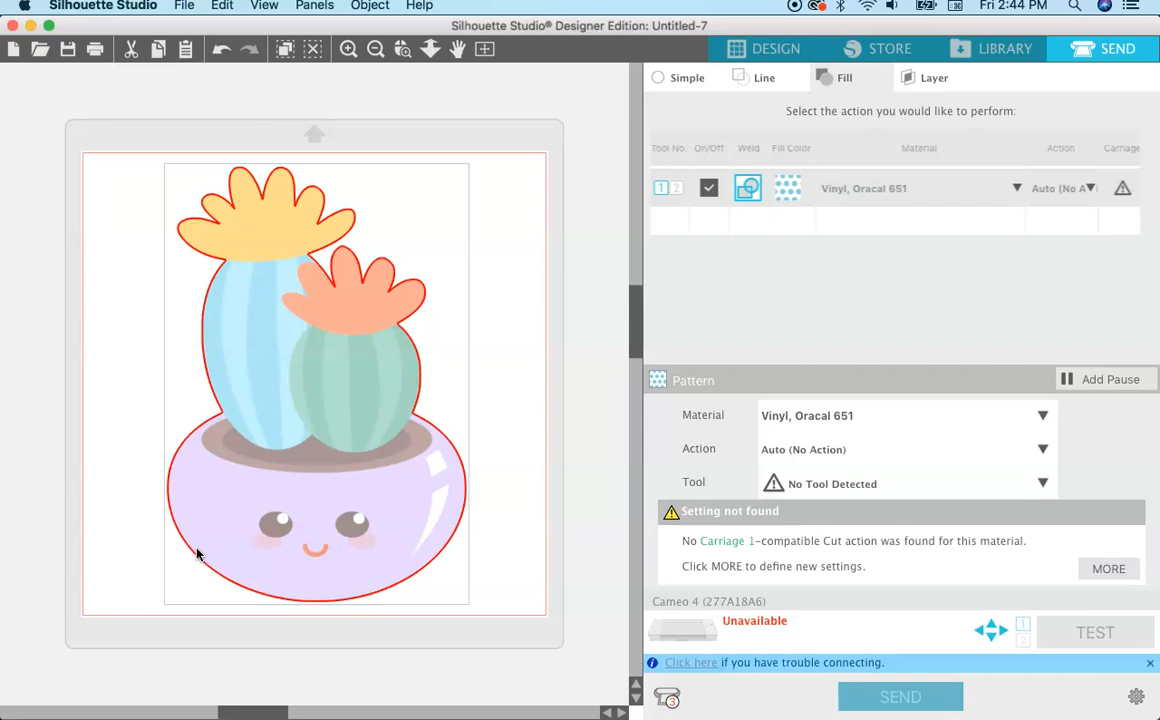 Silhouette Studio File Edit View Panels Object Help Fri 2:44 PM
Silhouette Studio® Designer Edition: Untitled-7
DESIGN STORE LIBRARY SEND
Simple Line Fill Layer
Select the action you would like to perform:
Tool No. On/Off Weld Fill Color Material Action Carriage
1 2 Vinyl, Oracal 651 Auto (No A
Pattern Add Pause
Material Vinyl, Oracal 651
Action Auto (No Action)
Tool No Tool Detected
Setting not found
No Carriage 1-compatible Cut action was found for this material.
Click MORE to define new settings. MORE
Cameo 4 (277A18A6)
Unavailable 1 2 TEST
Click here if you have trouble connecting.
3 SEND